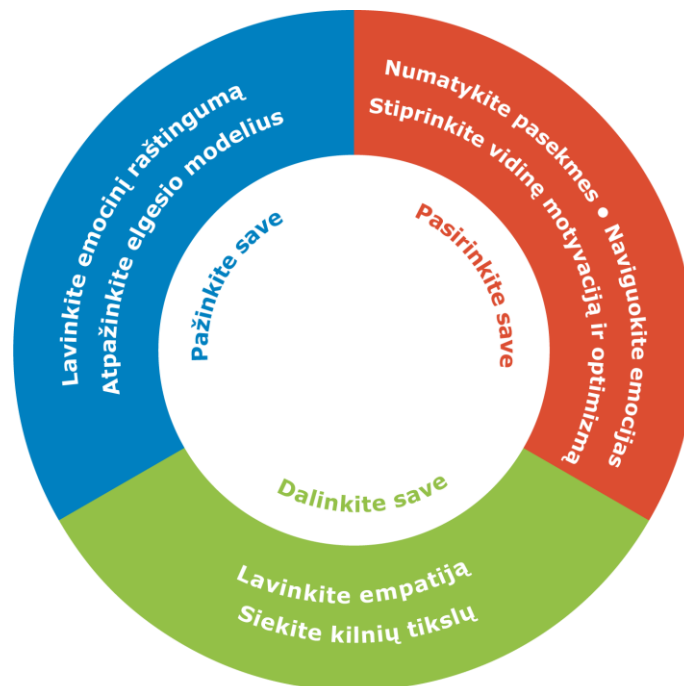 Lavinkite emocinį raštingumą
Atpažinkite elgesio modelius
Pažinkite save
Numatykite pasekmes • Naviguokite emocijas
Stiprinkite vidinę motyvaciją ir optimizmą
Pasirinkite save
Dalinkite save
Lavinkite empatiją
Siekite kilnių tikslų